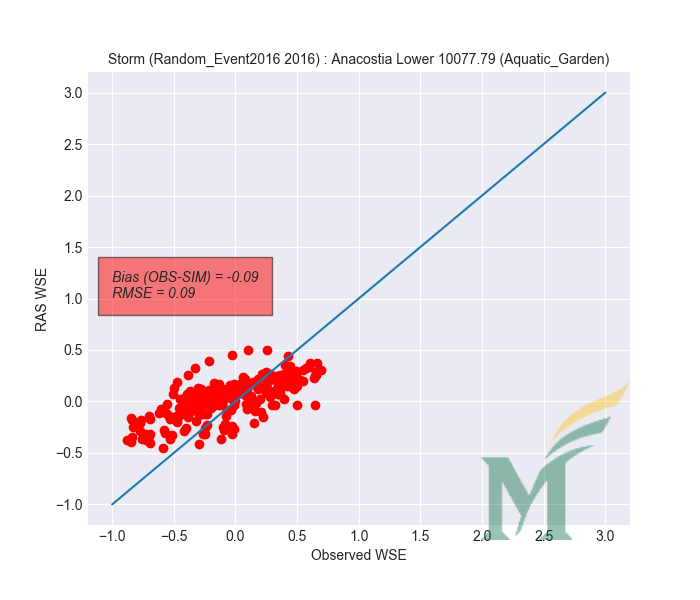 Storm (Random_Event2016 2016) : Anacostia Lower 10077.79 (Aquatic_Garden)
3.0
2.5
2.0
1.5
1.0
0.5
0.0
−0.5
−1.0
RAS WSE
Bias (OBS-SIM) = -0.09
RMSE = 0.09
−1.0 −0.5 0.0 0.5 1.0 1.5 2.0 2.5 3.0
Observed WSE
M